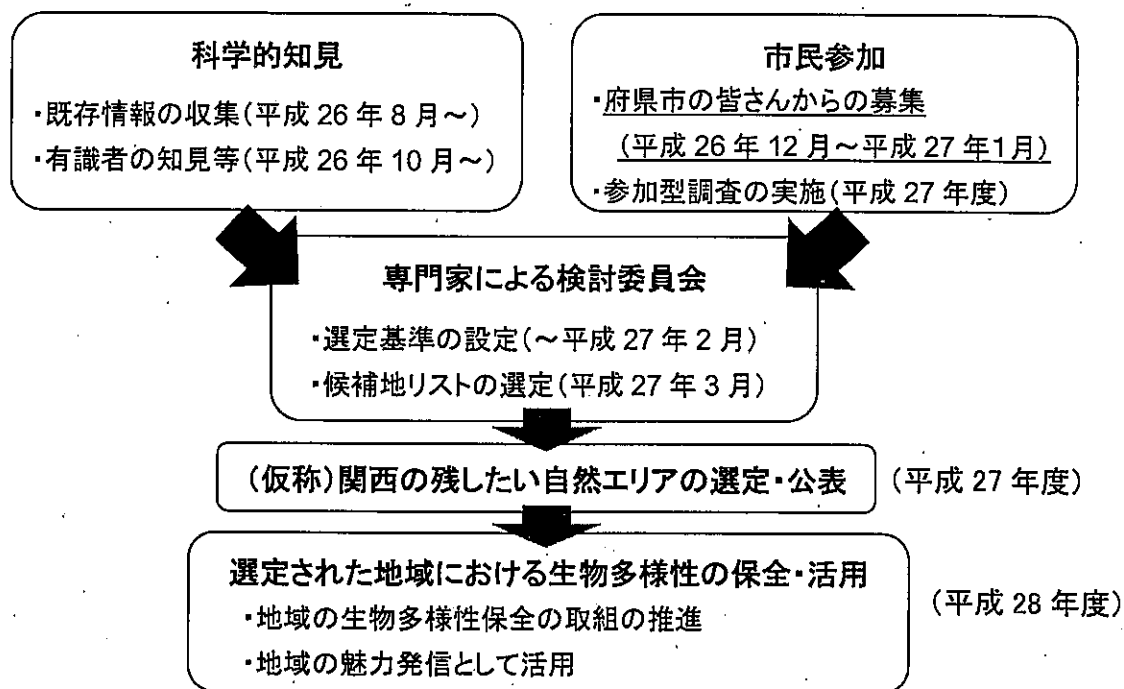 科学的知見
・既存情報の収集(平成 26 年 8 月～)
・有識者の知見等(平成 26 年 10 月～)
市民参加
・府県市の皆さんからの募集
(平成 26 年 12 月～平成 27 年1月)
・参加型調査の実施(平成 27 年度)
専門家による検討委員会
・選定基準の設定(～平成 27 年 2 月)
・候補地リストの選定(平成 27 年 3 月)
(仮称)関西の残したい自然エリアの選定・公表
(平成 27 年度)
選定された地域における生物多様性の保全・活用
・地域の生物多様性保全の取組の推進
・地域の魅力発信として活用
(平成 28 年度)